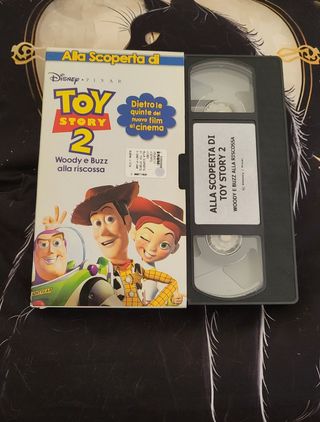 Alla Scoperta di
DISNEY • PIXAR
TOY
STORY
2
Woody e Buzz
alla riscossa
Dietro le
quinte del
nuovo film
al cinema
ALLA SCOPERTA DI
TOY STORY 2
WOODY E BUZZ ALLA RISCOSSA